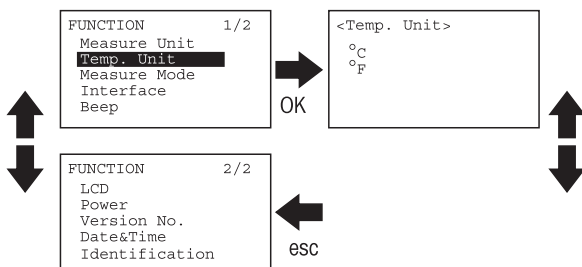 FUNCTION 1/2
Measure Unit
Temp. Unit
Measure Mode
Interface
Beep
OK
<Temp. Unit>
°C
°F
FUNCTION 2/2
LCD
Power
Version No.
Date&Time
Identification
esc